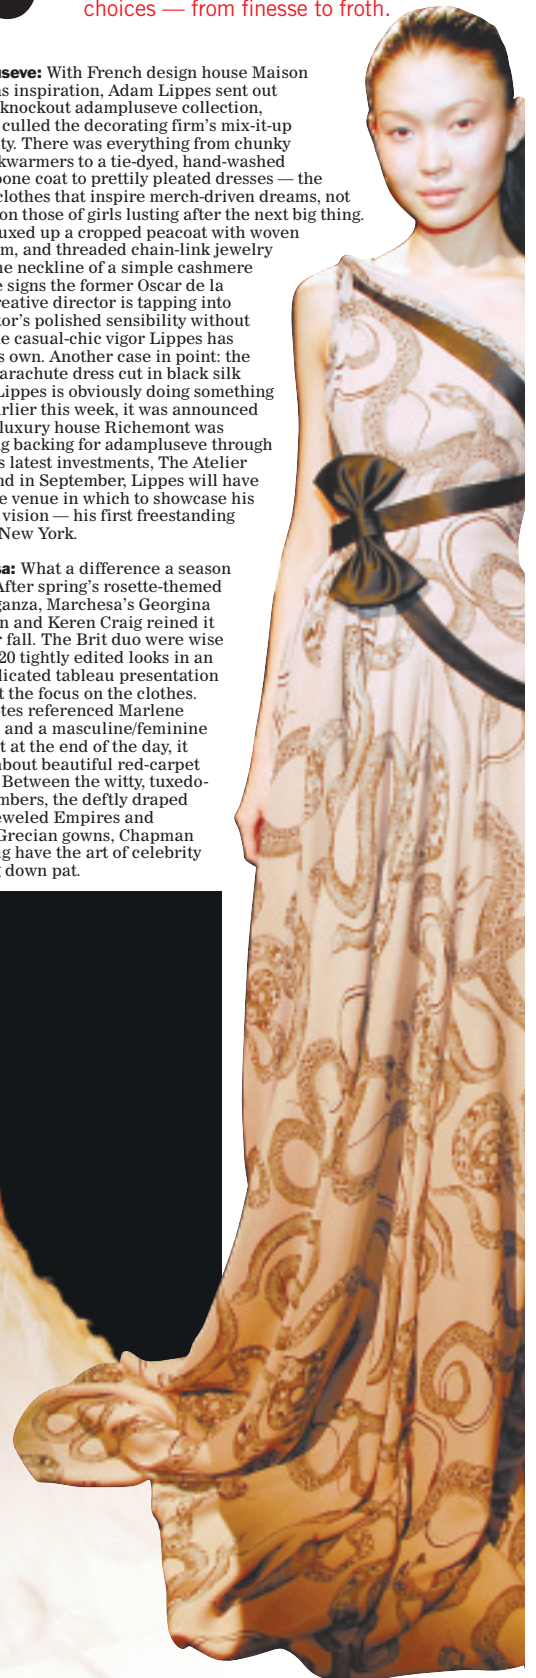 choices — from finesse to froth.
useve: With French design house Maison
as inspiration, Adam Lippes sent out
knockout adampluseve collection,
culled the decorating firm's mix-it-up
ty. There was everything from chunky
kwarmers to a tie-dyed, hand-washed
bone coat to prettily pleated dresses — the
clothes that inspire merch-driven dreams, not
on those of girls lusting after the next big thing.
uxed up a cropped peacoat with woven
m, and threaded chain-link jewelry
he neckline of a simple cashmere
e signs the former Oscar de la
reative director is tapping into
tor's polished sensibility without
e casual-chic vigor Lippes has
s own. Another case in point: the
arachute dress cut in black silk
Lippes is obviously doing something
rlier this week, it was announced
luxury house Richemont was
g backing for adampluseve through
s latest investments, The Atelier
nd in September, Lippes will have
e venue in which to showcase his
vision — his first freestanding
New York.
sa: What a difference a season
After spring's rosette-themed
ganza, Marchesa's Georgina
n and Keren Craig reined it
r fall. The Brit duo were wise
20 tightly edited looks in an
licated tableau presentation
t the focus on the clothes.
tes referenced Marlene
and a masculine/feminine
t at the end of the day, it
about beautiful red-carpet
Between the witty, tuxedo-
mbers, the deftly draped
eweled Empires and
Grecian gowns, Chapman
g have the art of celebrity
down pat.